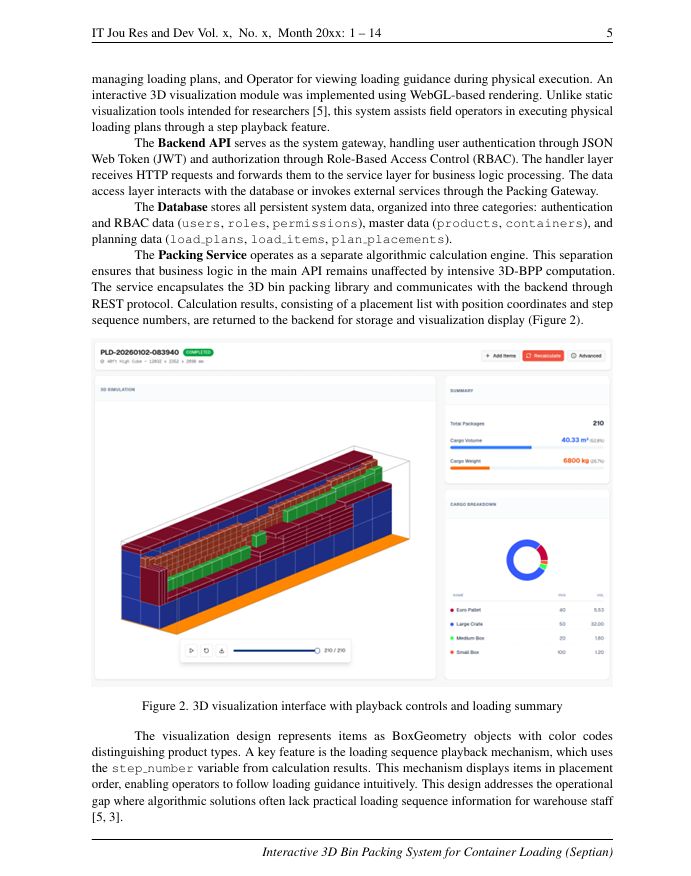 IT Jou Res and Dev Vol. x, No. x, Month 20xx: 1 – 14 5
managing loading plans, and Operator for viewing loading guidance during physical execution. An
interactive 3D visualization module was implemented using WebGL-based rendering. Unlike static
visualization tools intended for researchers [5], this system assists field operators in executing physical
loading plans through a step playback feature.
The Backend API serves as the system gateway, handling user authentication through JSON
Web Token (JWT) and authorization through Role-Based Access Control (RBAC). The handler layer
receives HTTP requests and forwards them to the service layer for business logic processing. The data
access layer interacts with the database or invokes external services through the Packing Gateway.
The Database stores all persistent system data, organized into three categories: authentication
and RBAC data (users, roles, permissions), master data (products, containers), and
planning data (load_plans, load_items, plan_placements).
The Packing Service operates as a separate algorithmic calculation engine. This separation
ensures that business logic in the main API remains unaffected by intensive 3D-BPP computation.
The service encapsulates the 3D bin packing library and communicates with the backend through
REST protocol. Calculation results, consisting of a placement list with position coordinates and step
sequence numbers, are returned to the backend for storage and visualization display (Figure 2).
PLD-20260102-083940 COMPLETED
+ Add Items Recalculate Advanced
3D SIMULATION
SUMMARY
Total Packages 210
Cargo Volume 40.33 m³
Cargo Weight 6800 kg
CARGO BREAKDOWN
NAME PKG VOL
Euro Pallet 40 5.53
Large Crate 50 32.00
Medium Box 20 1.60
Small Box 100 1.20
210 / 210
Figure 2. 3D visualization interface with playback controls and loading summary
The visualization design represents items as BoxGeometry objects with color codes
distinguishing product types. A key feature is the loading sequence playback mechanism, which uses
the step_number variable from calculation results. This mechanism displays items in placement
order, enabling operators to follow loading guidance intuitively. This design addresses the operational
gap where algorithmic solutions often lack practical loading sequence information for warehouse staff
[5, 3].
Interactive 3D Bin Packing System for Container Loading (Septian)